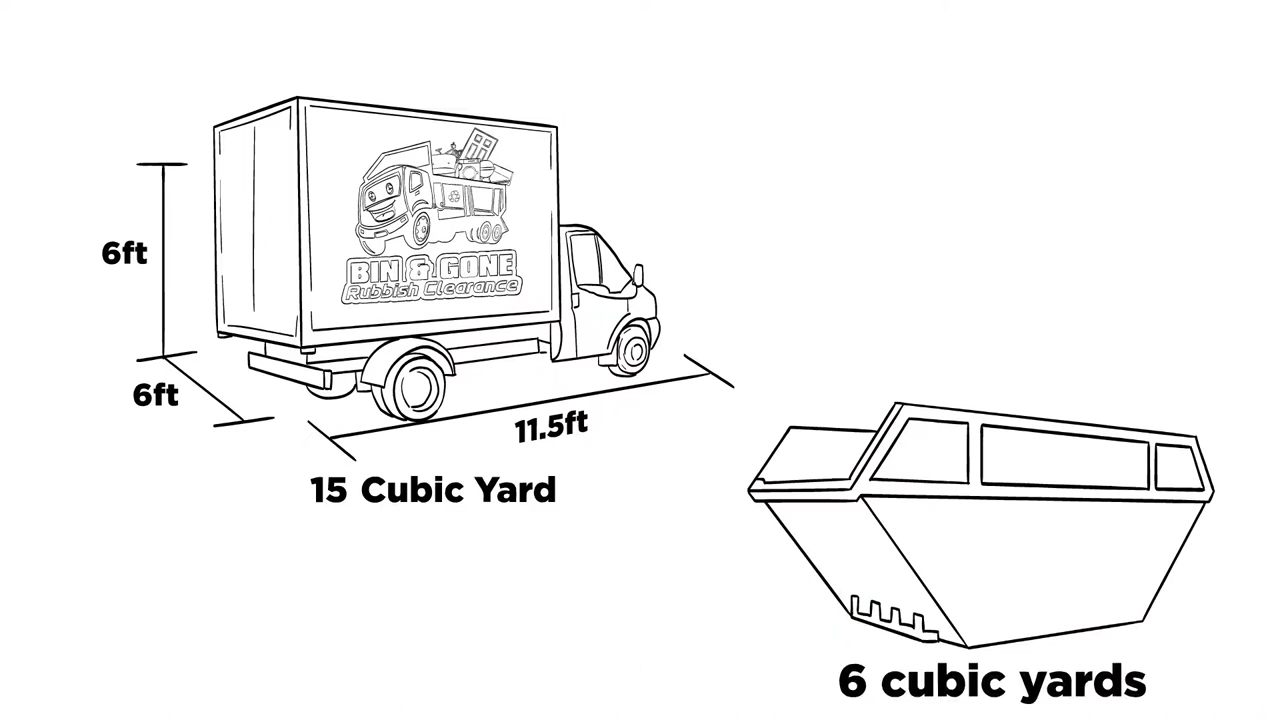 6ft
BIN & GONE
Rubbish Clearance
6ft
11.5ft
15 Cubic Yard
6 cubic yards